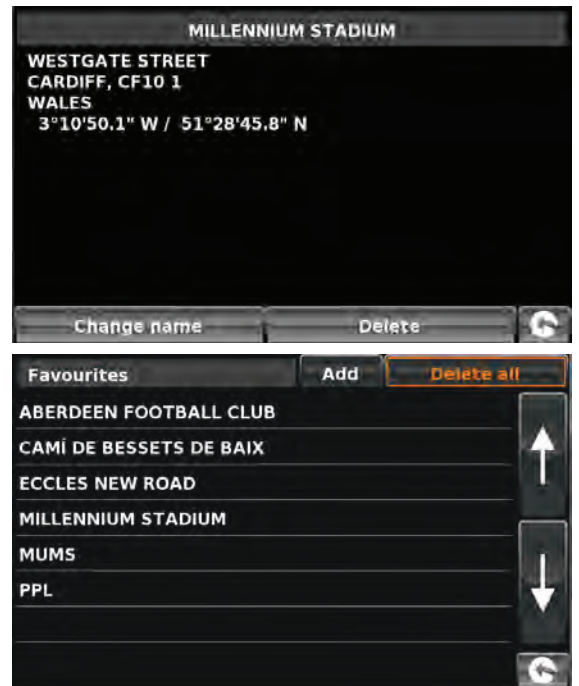 MILLENNIUM STADIUM
WESTGATE STREET
CARDIFF, CF10 1
WALES
3°10'50.1" W / 51°28'45.8" N
Change name Delete
Favourites Add Delete all
ABERDEEN FOOTBALL CLUB
CAMÍ DE BESSETS DE BAIX
ECCLES NEW ROAD
MILLENNIUM STADIUM
MUMS
PPL